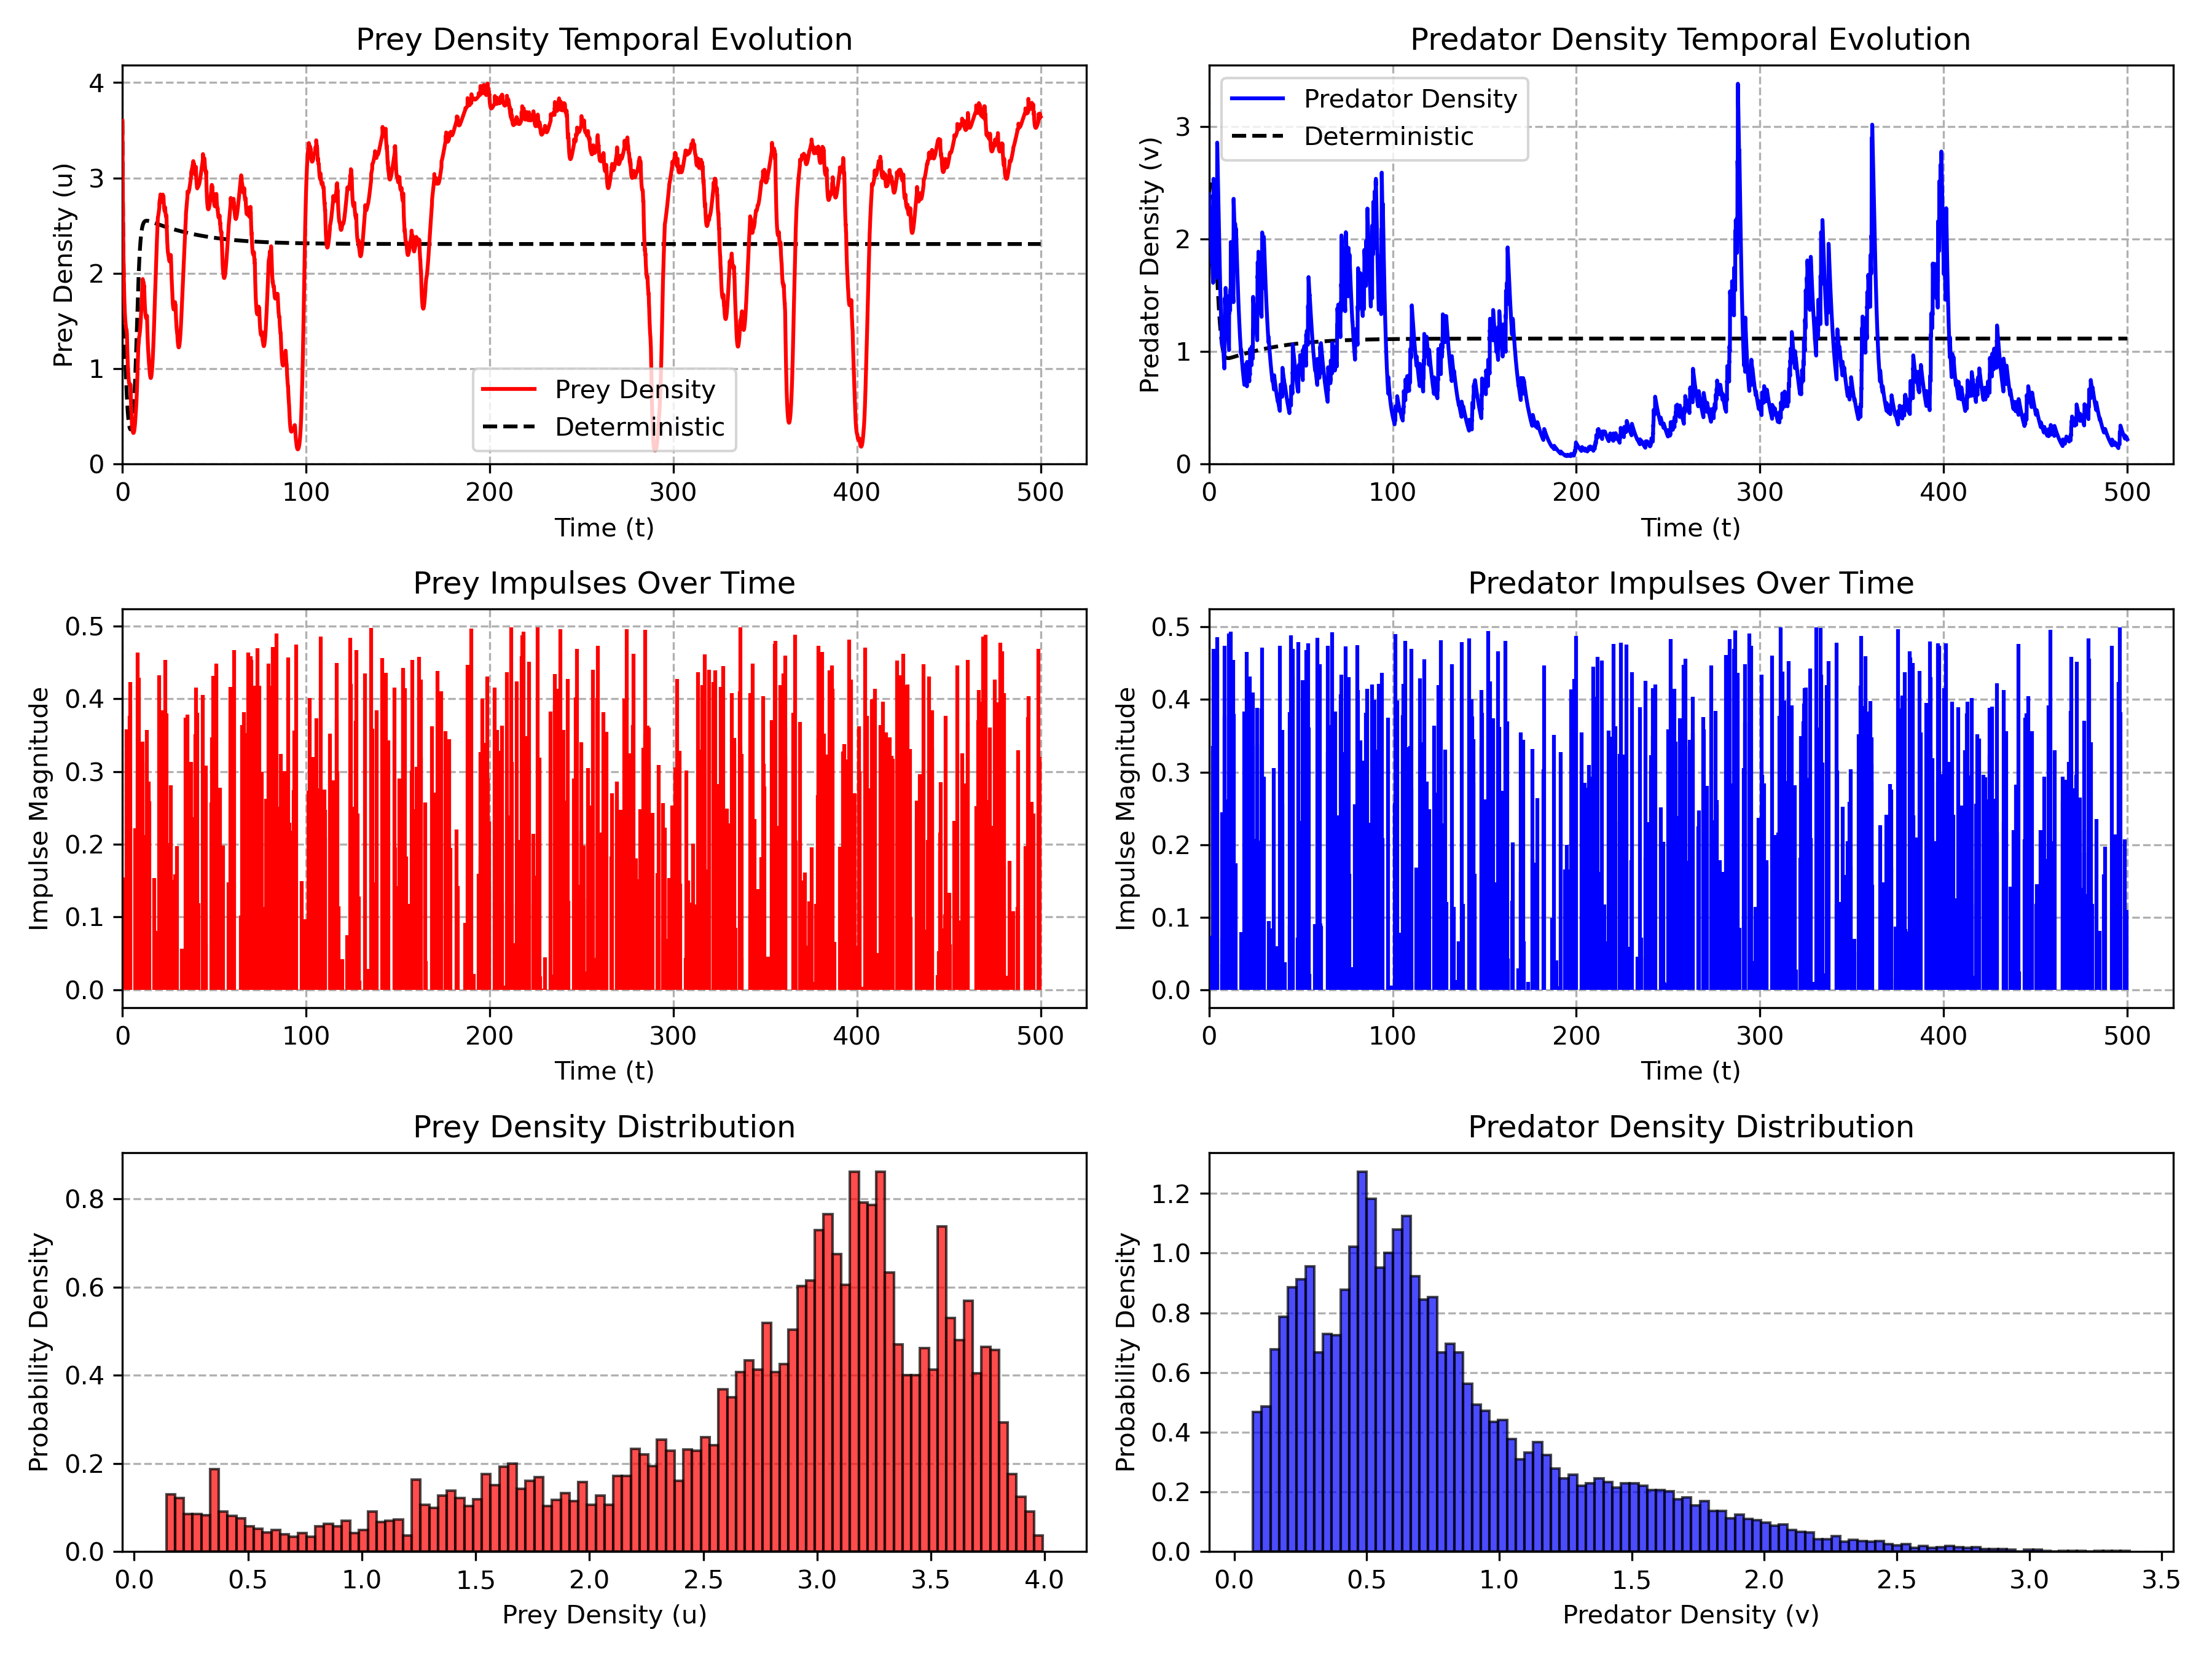 Prey Density Temporal Evolution
Prey Density (u)
4
3
2
1
0
Prey Density
Deterministic
0 100 200 300 400 500
Time (t)
Predator Density Temporal Evolution
Predator Density (v)
3
2
1
0
Predator Density
Deterministic
0 100 200 300 400 500
Time (t)
Prey Impulses Over Time
Impulse Magnitude
0.5
0.4
0.3
0.2
0.1
0.0
0 100 200 300 400 500
Time (t)
Predator Impulses Over Time
Impulse Magnitude
0.5
0.4
0.3
0.2
0.1
0.0
0 100 200 300 400 500
Time (t)
Prey Density Distribution
Probability Density
0.8
0.6
0.4
0.2
0.0
0.0 0.5 1.0 1.5 2.0 2.5 3.0 3.5 4.0
Prey Density (u)
Predator Density Distribution
Probability Density
1.2
1.0
0.8
0.6
0.4
0.2
0.0
0.0 0.5 1.0 1.5 2.0 2.5 3.0 3.5
Predator Density (v)